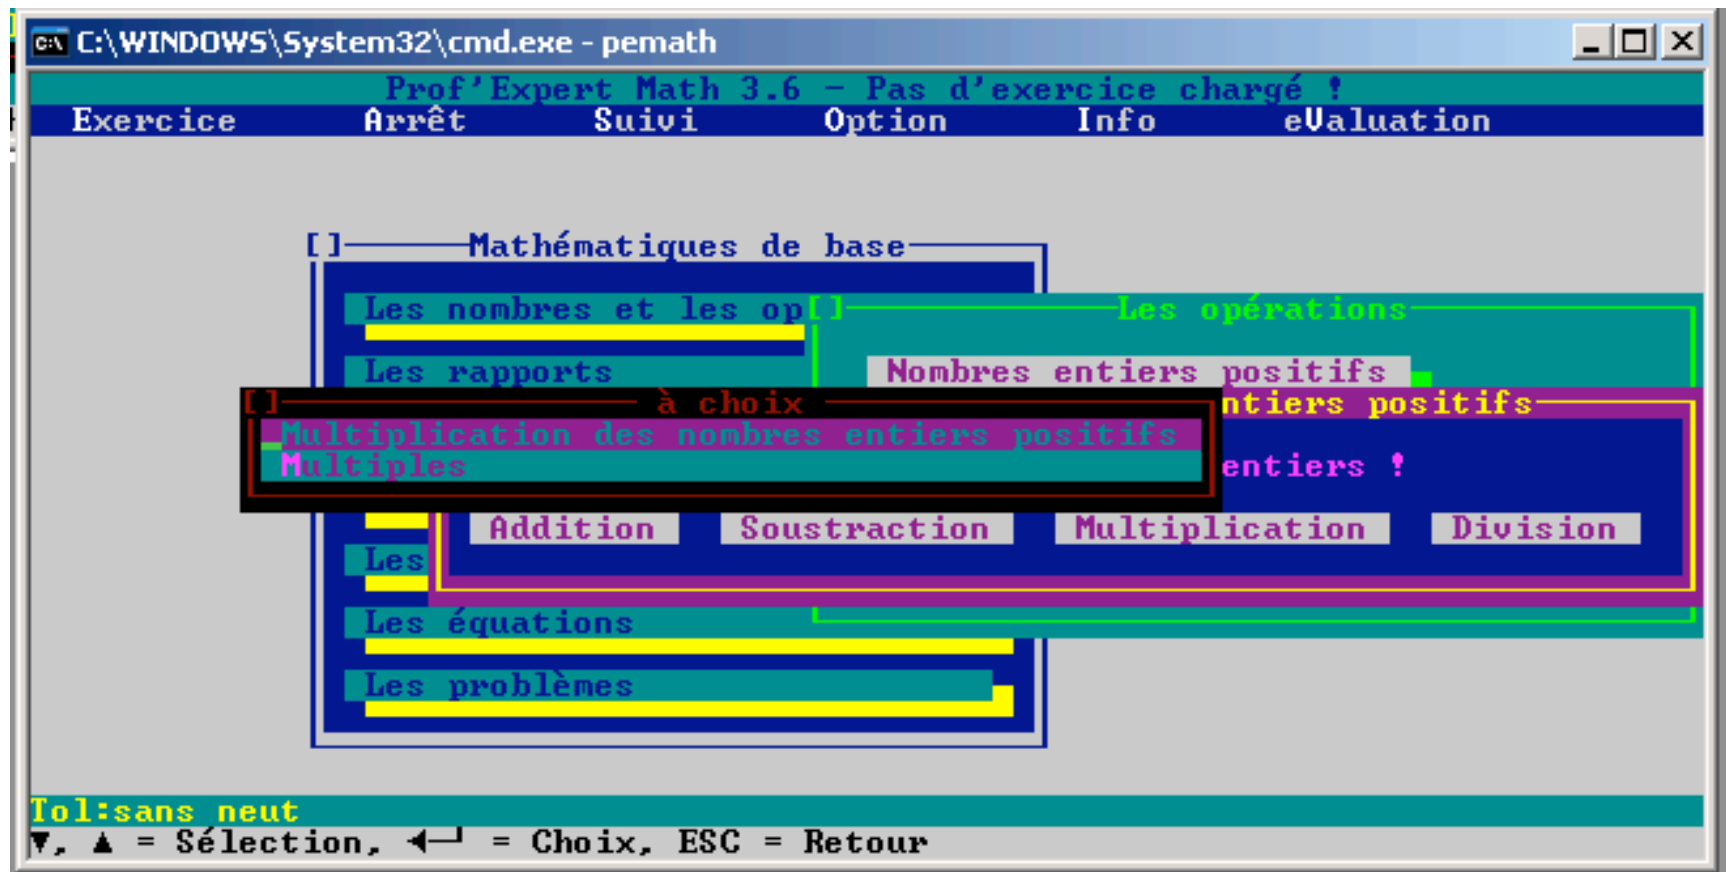 C:\WINDOWS\System32\cmd.exe - pemath
Prof'Expert Math 3.6 - Pas d'exercice chargé !
Exercice Arrêt Suivi Option Info eValuation
[ ] Mathématiques de base
Les nombres et les op
[ ] Les opérations
Les rapports
Nombres entiers positifs
[ ] à choix
ntiers positifs
Multiplication des nombres entiers positifs
Multiples
entiers !
Addition Soustraction Multiplication Division
Les
Les équations
Les problèmes
Tol:sans neut
▼, ▲ = Sélection, ◄─┘ = Choix, ESC = Retour